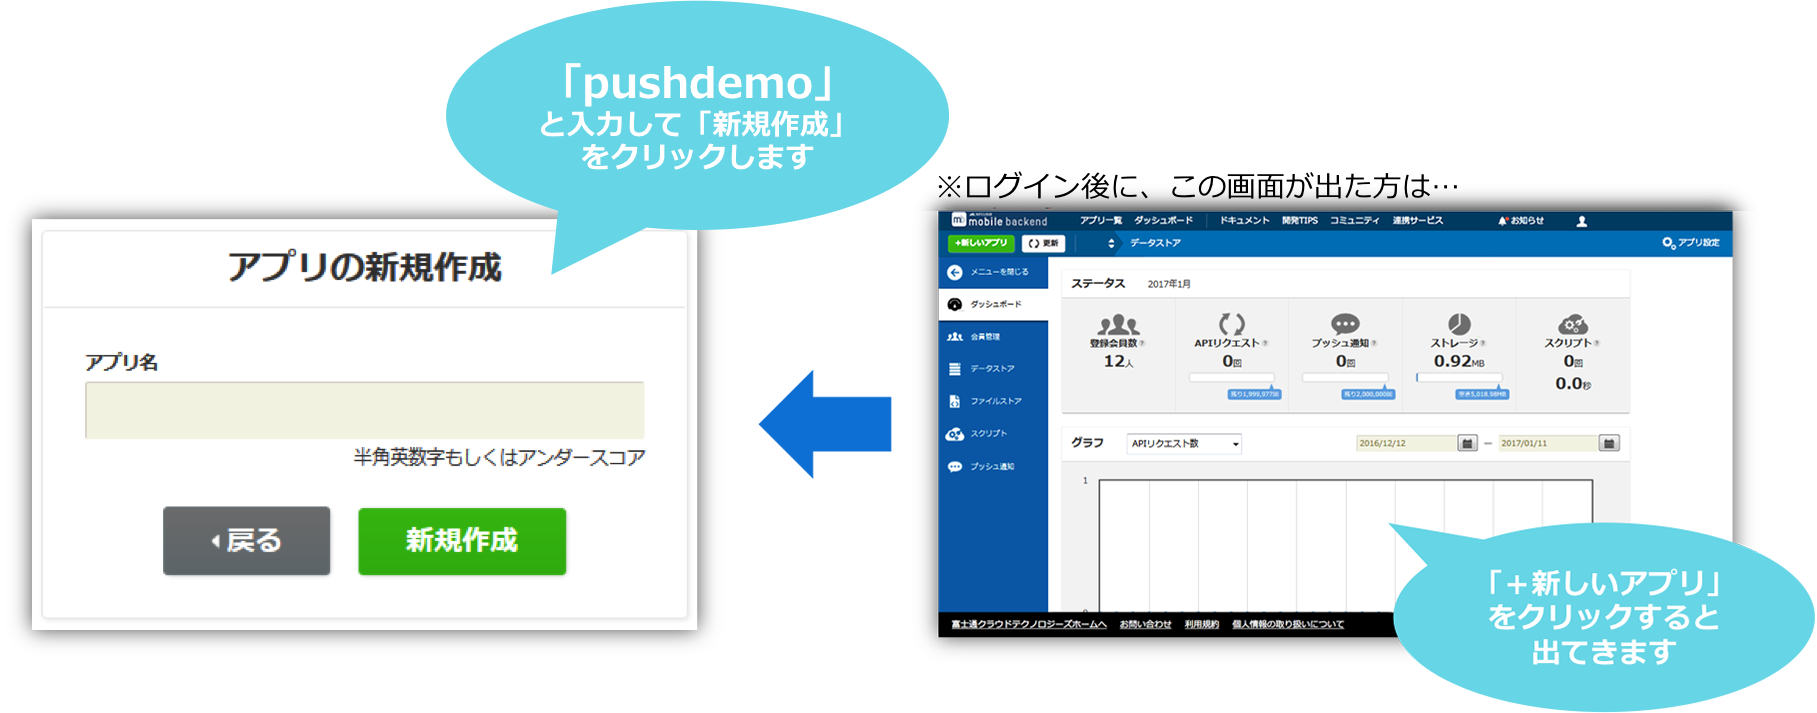 「pushdemo」
と入力して「新規作成」
をクリックします
アプリの新規作成
アプリ名
半角英数字もしくはアンダースコア
戻る
新規作成
※ログイン後に、この画面が出た方は…
mobile backend
アプリ一覧 ダッシュボード ドキュメント 開発TIPS コミュニティ 連携サービス お知らせ
+新しいアプリ 更新 データストア アプリ設定
メニューを閉じる
ダッシュボード
会員管理
データストア
ファイルストア
スクリプト
プッシュ通知
ステータス 2017年1月
登録会員数 APIリクエスト プッシュ通知 ストレージ スクリプト
12人 0回 0回 0.92MB 0回
0.0秒
残り1,999,977回 残り2,000,000回 空き5,018.98MB
グラフ APIリクエスト数 2016/12/12 － 2017/01/11
1
0
富士通クラウドテクノロジーズホームへ お問い合わせ 利用規約 個人情報の取り扱いについて
「＋新しいアプリ」
をクリックすると
出てきます